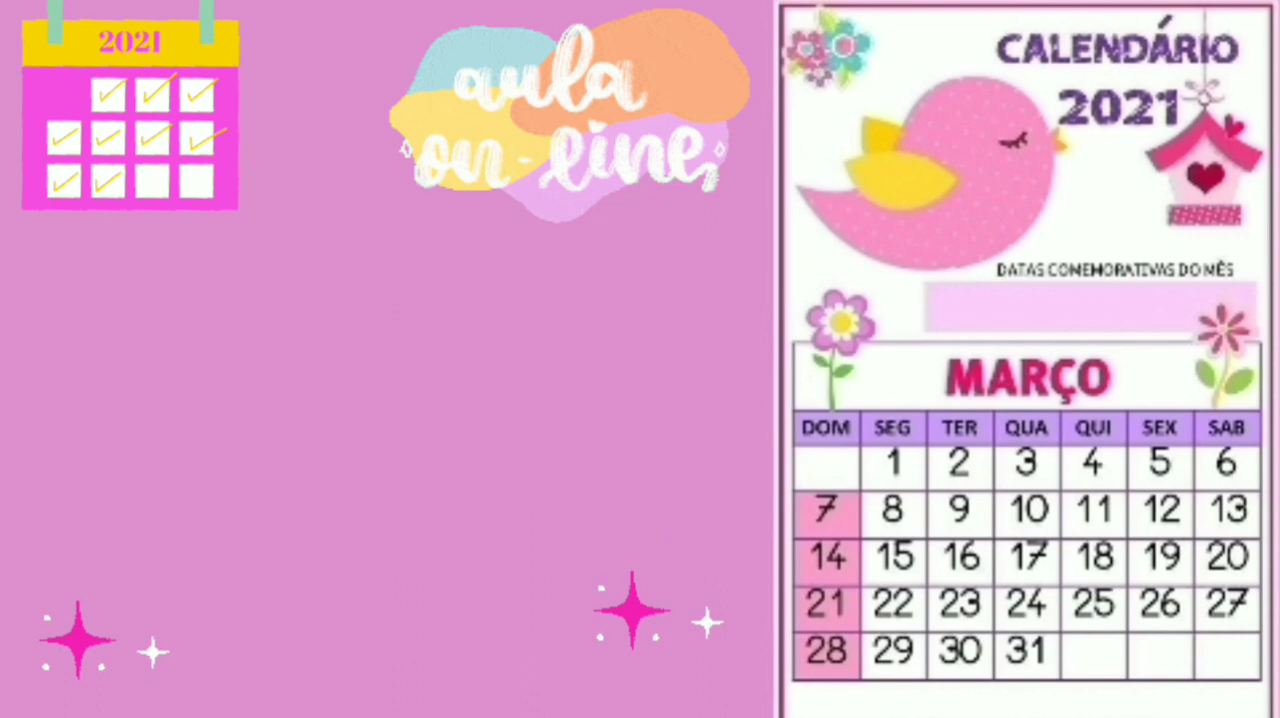 2021
aula
on-line
CALENDÁRIO
2021
DATAS COMEMORATIVAS DO MÊS
MARÇO
DOM SEG TER QUA QUI SEX SAB
1 2 3 4 5 6
7 8 9 10 11 12 13
14 15 16 17 18 19 20
21 22 23 24 25 26 27
28 29 30 31